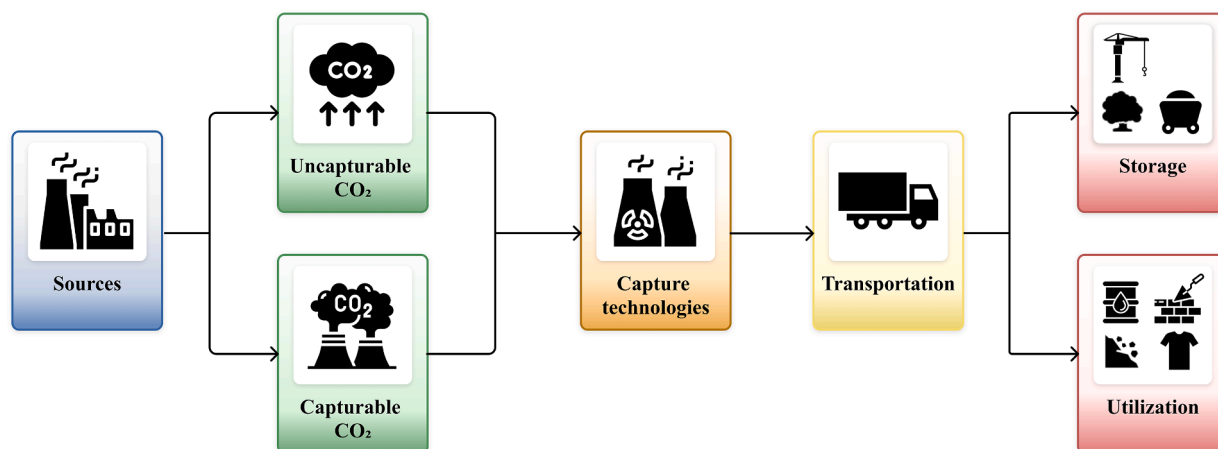 CO2
Uncapturable
CO₂
Sources
CO2
Capturable
CO₂
Capture
technologies
Transportation
Storage
Utilization